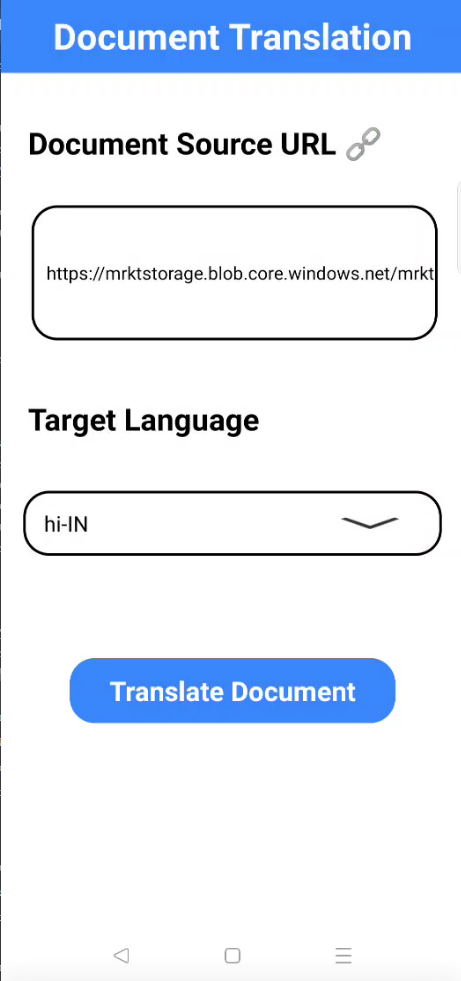 Document Translation
Document Source URL
https://mrktstorage.blob.core.windows.net/mrkt
Target Language
hi-IN
Translate Document